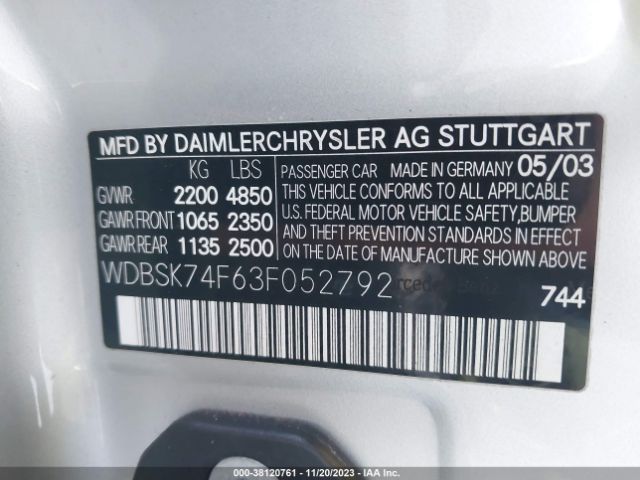 MFD BY DAIMLERCHRYSLER AG STUTTGART
KG LBS
GVWR 2200 4850
GAWR FRONT 1065 2350
GAWR REAR 1135 2500
PASSENGER CAR MADE IN GERMANY 05/03
THIS VEHICLE CONFORMS TO ALL APPLICABLE
U.S. FEDERAL MOTOR VEHICLE SAFETY,BUMPER
AND THEFT PREVENTION STANDARDS IN EFFECT
ON THE DATE OF MANUFACTURE SHOWN ABOVE
WDBSK74F63F052792
744
000-38120761 - 11/20/2023 - IAA Inc.